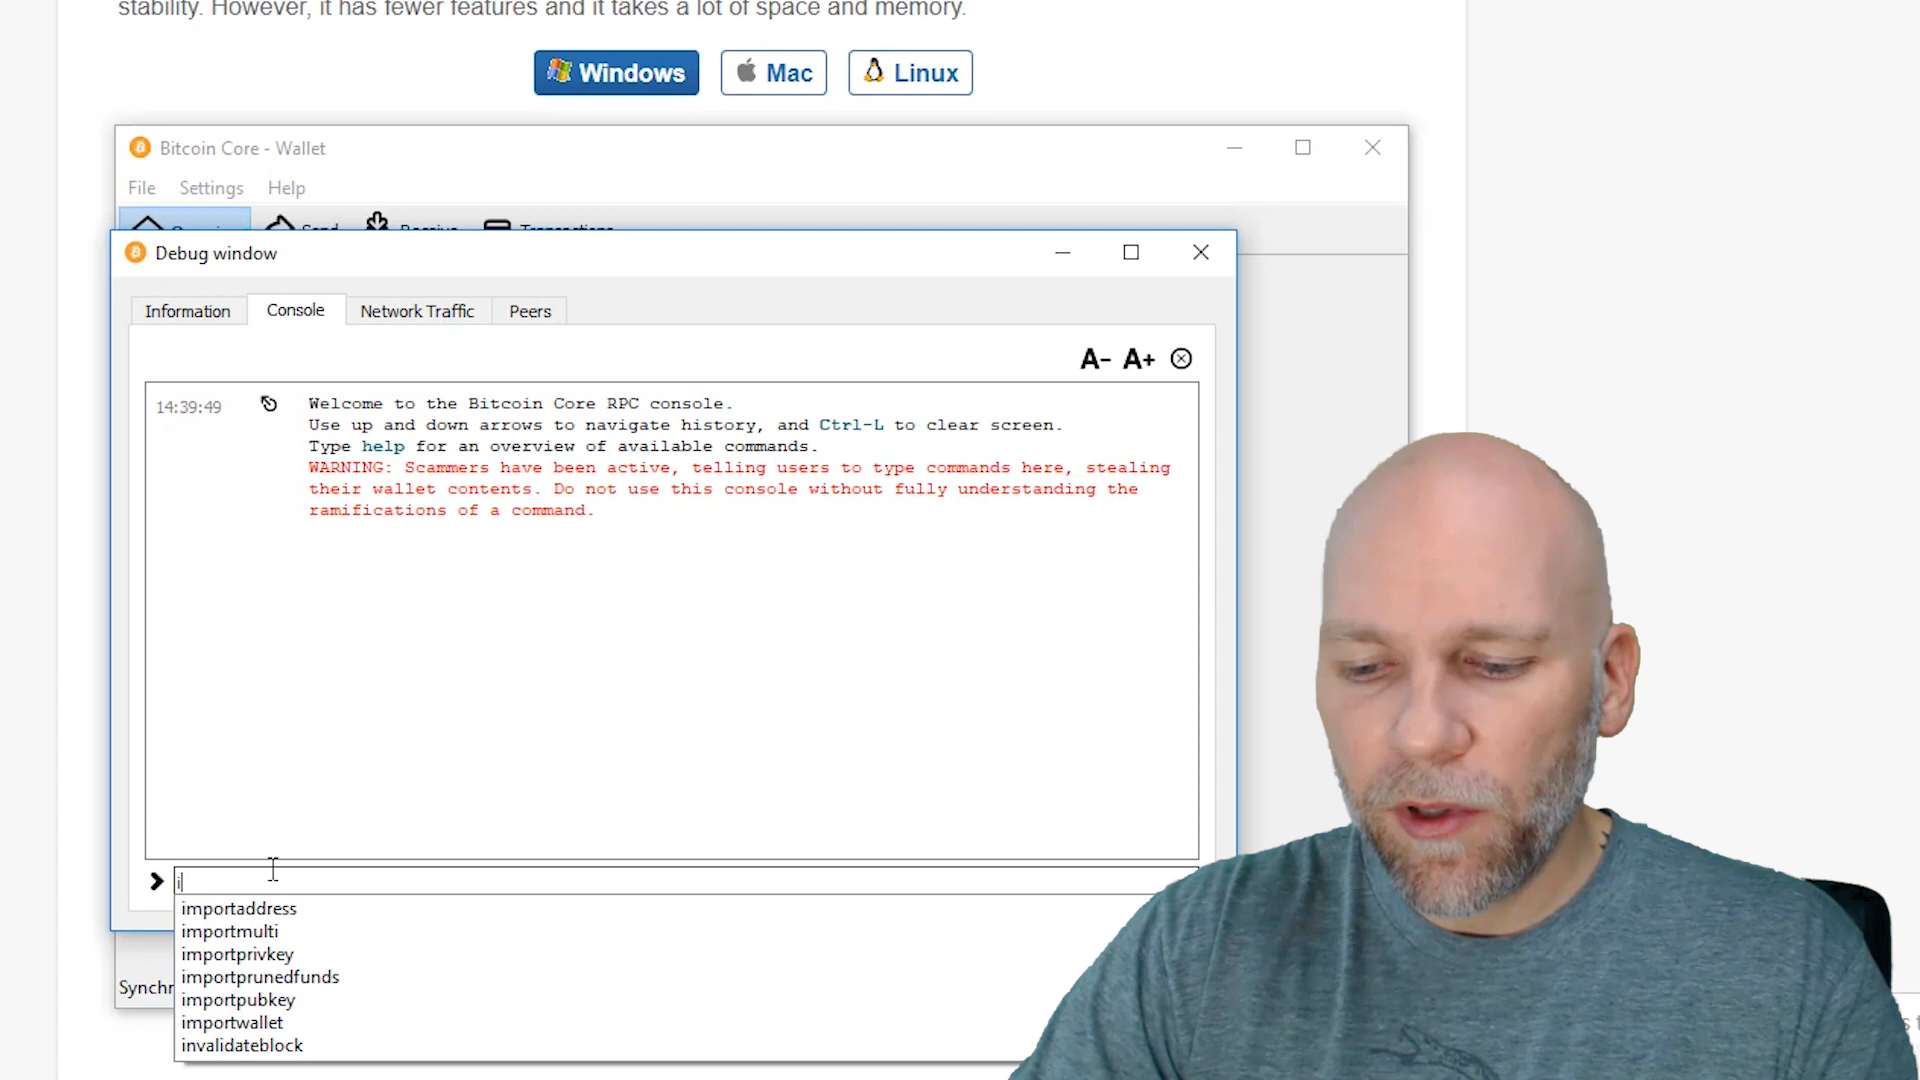 stability. However, it has fewer features and it takes a lot of space and memory.
Windows
Mac
Linux
Bitcoin Core - Wallet
File
Settings
Help
Send
Receive
Transactions
Debug window
Information
Console
Network Traffic
Peers
A-
A+
14:39:49
Welcome to the Bitcoin Core RPC console.
Use up and down arrows to navigate history, and Ctrl-L to clear screen.
Type help for an overview of available commands.
WARNING: Scammers have been active, telling users to type commands here, stealing
their wallet contents. Do not use this console without fully understanding the
ramifications of a command.
i
importaddress
importmulti
importprivkey
importprunedfunds
importpubkey
importwallet
invalidateblock
Synchr